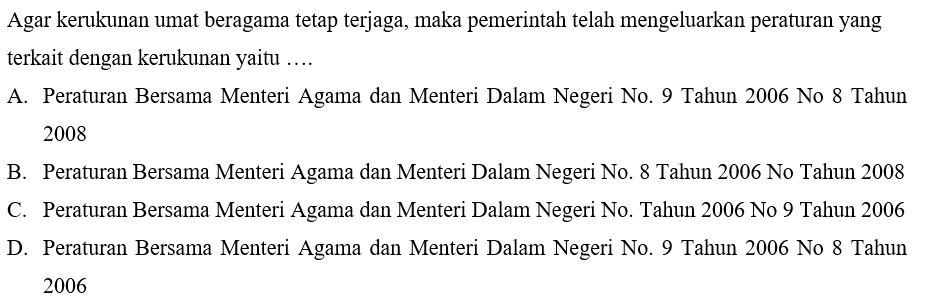 Agar kerukunan umat beragama tetap terjaga, maka pemerintah telah mengeluarkan peraturan yang
terkait dengan kerukunan yaitu ….
A. Peraturan Bersama Menteri Agama dan Menteri Dalam Negeri No. 9 Tahun 2006 No 8 Tahun
2008
B. Peraturan Bersama Menteri Agama dan Menteri Dalam Negeri No. 8 Tahun 2006 No Tahun 2008
C. Peraturan Bersama Menteri Agama dan Menteri Dalam Negeri No. Tahun 2006 No 9 Tahun 2006
D. Peraturan Bersama Menteri Agama dan Menteri Dalam Negeri No. 9 Tahun 2006 No 8 Tahun
2006